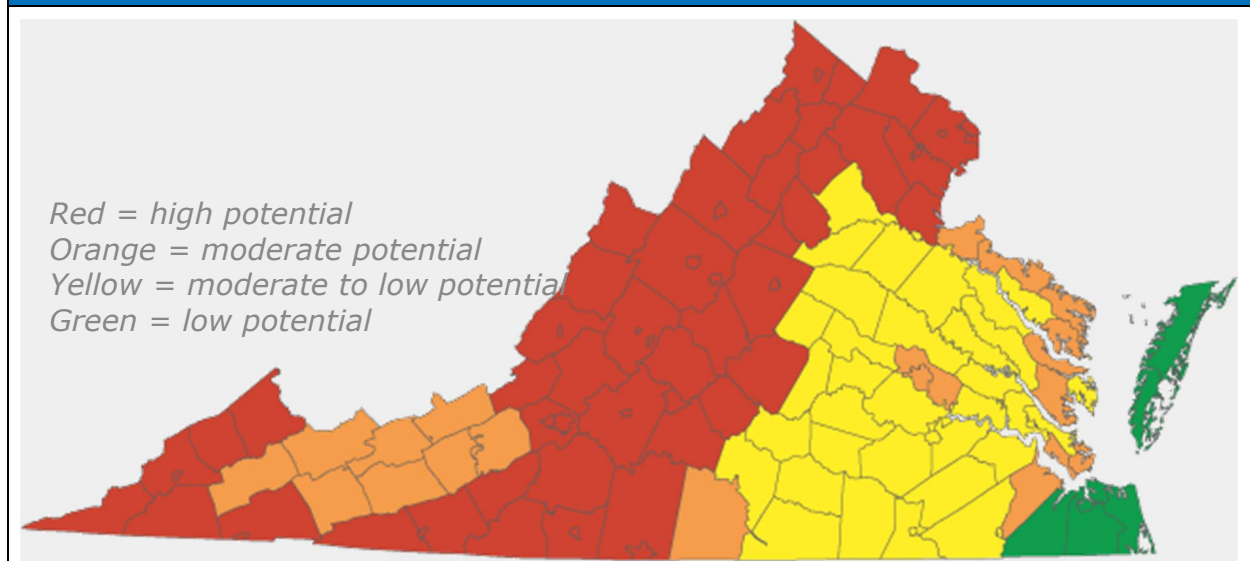 Red = high potential
Orange = moderate potential
Yellow = moderate to low potential
Green = low potential